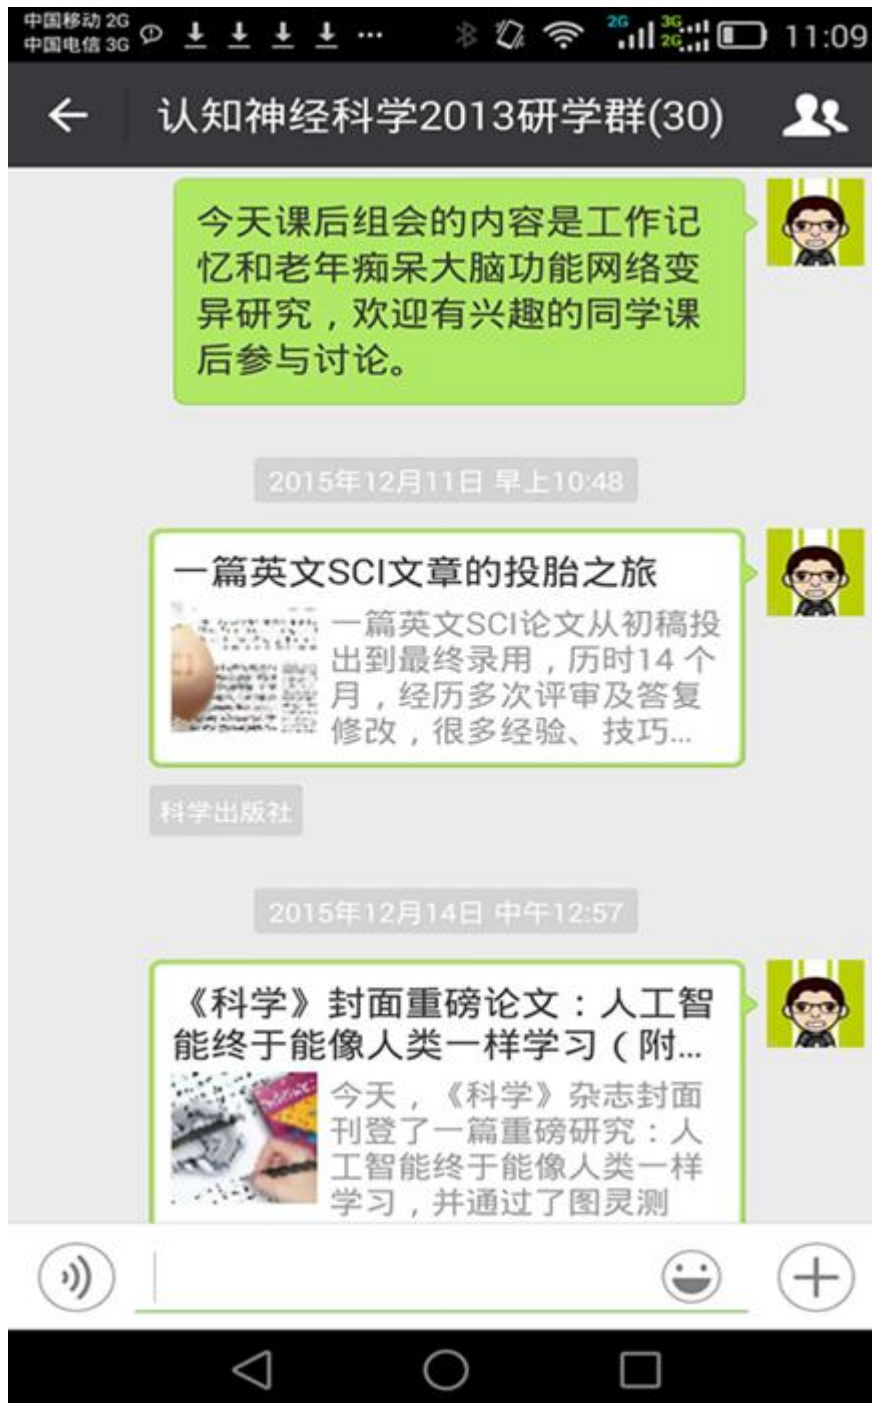 中国移动 2G
中国电信 3G
2G
3G
2G
11:09
认知神经科学2013研学群(30)
今天课后组会的内容是工作记
忆和老年痴呆大脑功能网络变
异研究，欢迎有兴趣的同学课
后参与讨论。
2015年12月11日 早上10:48
一篇英文SCI文章的投胎之旅
一篇英文SCI论文从初稿投
出到最终录用，历时14 个
月，经历多次评审及答复
修改，很多经验、技巧...
科学出版社
2015年12月14日 中午12:57
《科学》封面重磅论文：人工智
能终于能像人类一样学习（附...
今天，《科学》杂志封面
刊登了一篇重磅研究：人
工智能终于能像人类一样
学习，并通过了图灵测